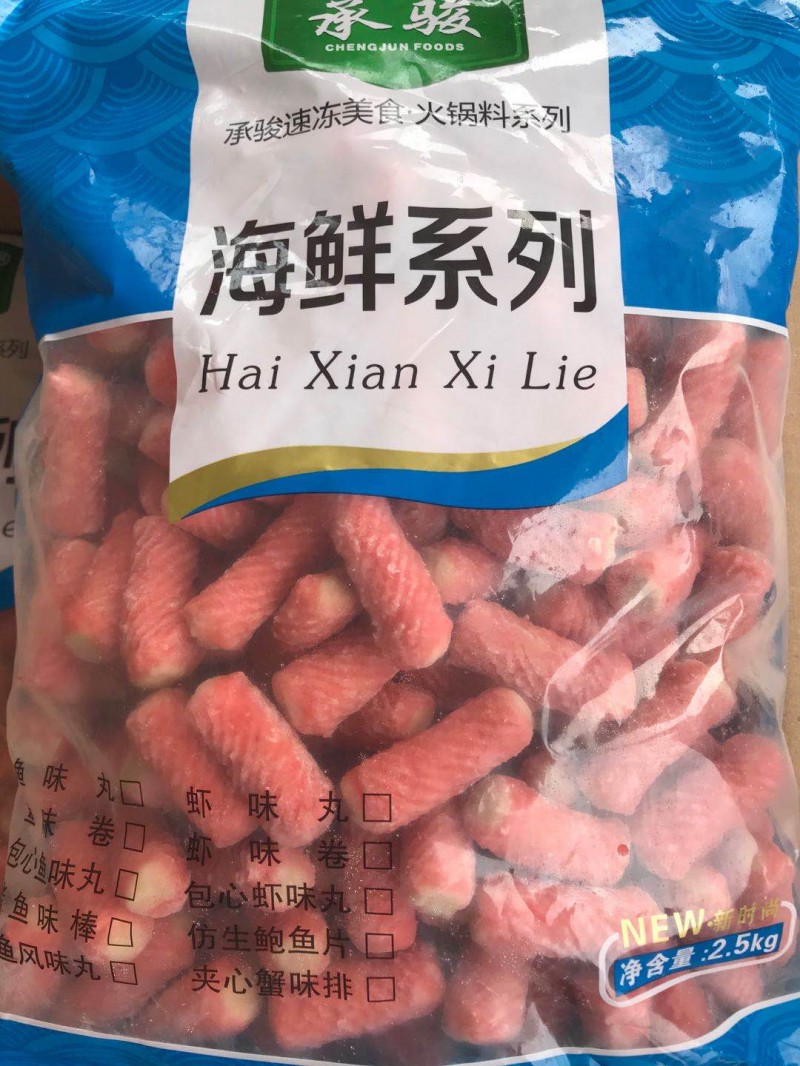 承骏
CHENGJUN FOODS
承骏速冻美食·火锅料系列
海鲜系列
Hai Xian Xi Lie
系列
鱼味丸□ 虾味丸□
味卷□ 虾味卷□
包心鱼味丸□ 包心虾味丸□
鱼味棒□ 仿生鲍鱼片□
鱼风味丸□ 夹心蟹味排□
NEW·新时尚
净含量:2.5kg